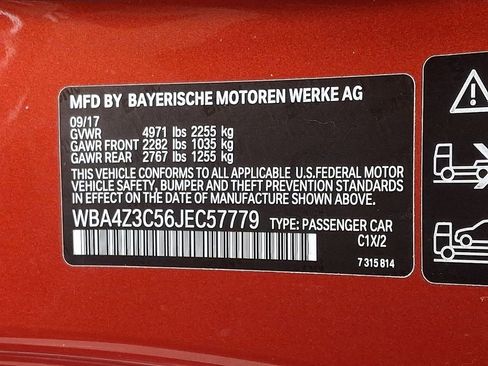 MFD BY BAYERISCHE MOTOREN WERKE AG
09/17
GVWR 4971 lbs 2255 kg
GAWR FRONT 2282 lbs 1035 kg
GAWR REAR 2767 lbs 1255 kg
THIS VEHICLE CONFORMS TO ALL APPLICABLE U.S.FEDERAL MOTOR
VEHICLE SAFETY, BUMPER AND THEFT PREVENTION STANDARDS
IN EFFECT ON THE DATE OF MANUFACTURE SHOWN ABOVE.
WBA4Z3C56JEC57779 TYPE: PASSENGER CAR
C1X/2
7 315 814